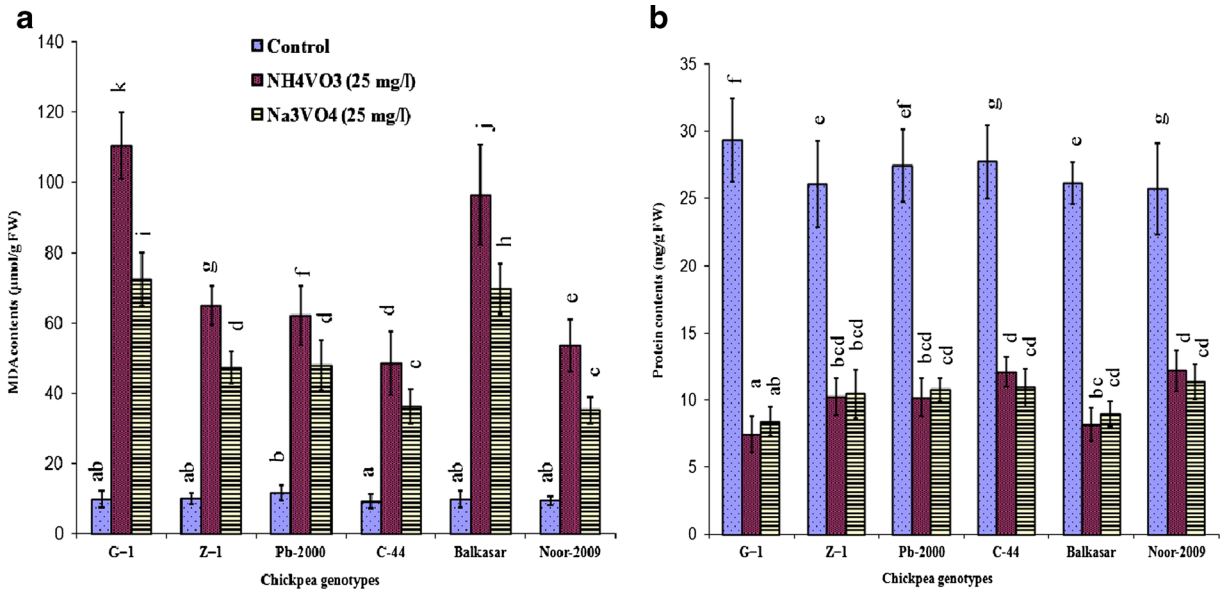 a
140
120
100
80
60
40
20
0
MDA contents (µmol/g FW)
Control
NH4VO3 (25 mg/l)
Na3VO4 (25 mg/l)
ab k i
ab g d
b f d
a d c
ab j h
ab e c
G-1 Z-1 Pb-2000 C-44 Balkasar Noor-2009
Chickpea genotypes
b
35
30
25
20
15
10
5
0
Protein contents (mg/g FW)
f a ab
e bcd bcd
ef bcd cd
g d cd
e bc cd
g d cd
G-1 Z-1 Pb-2000 C-44 Balkasar Noor-2009
Chickpea genotypes